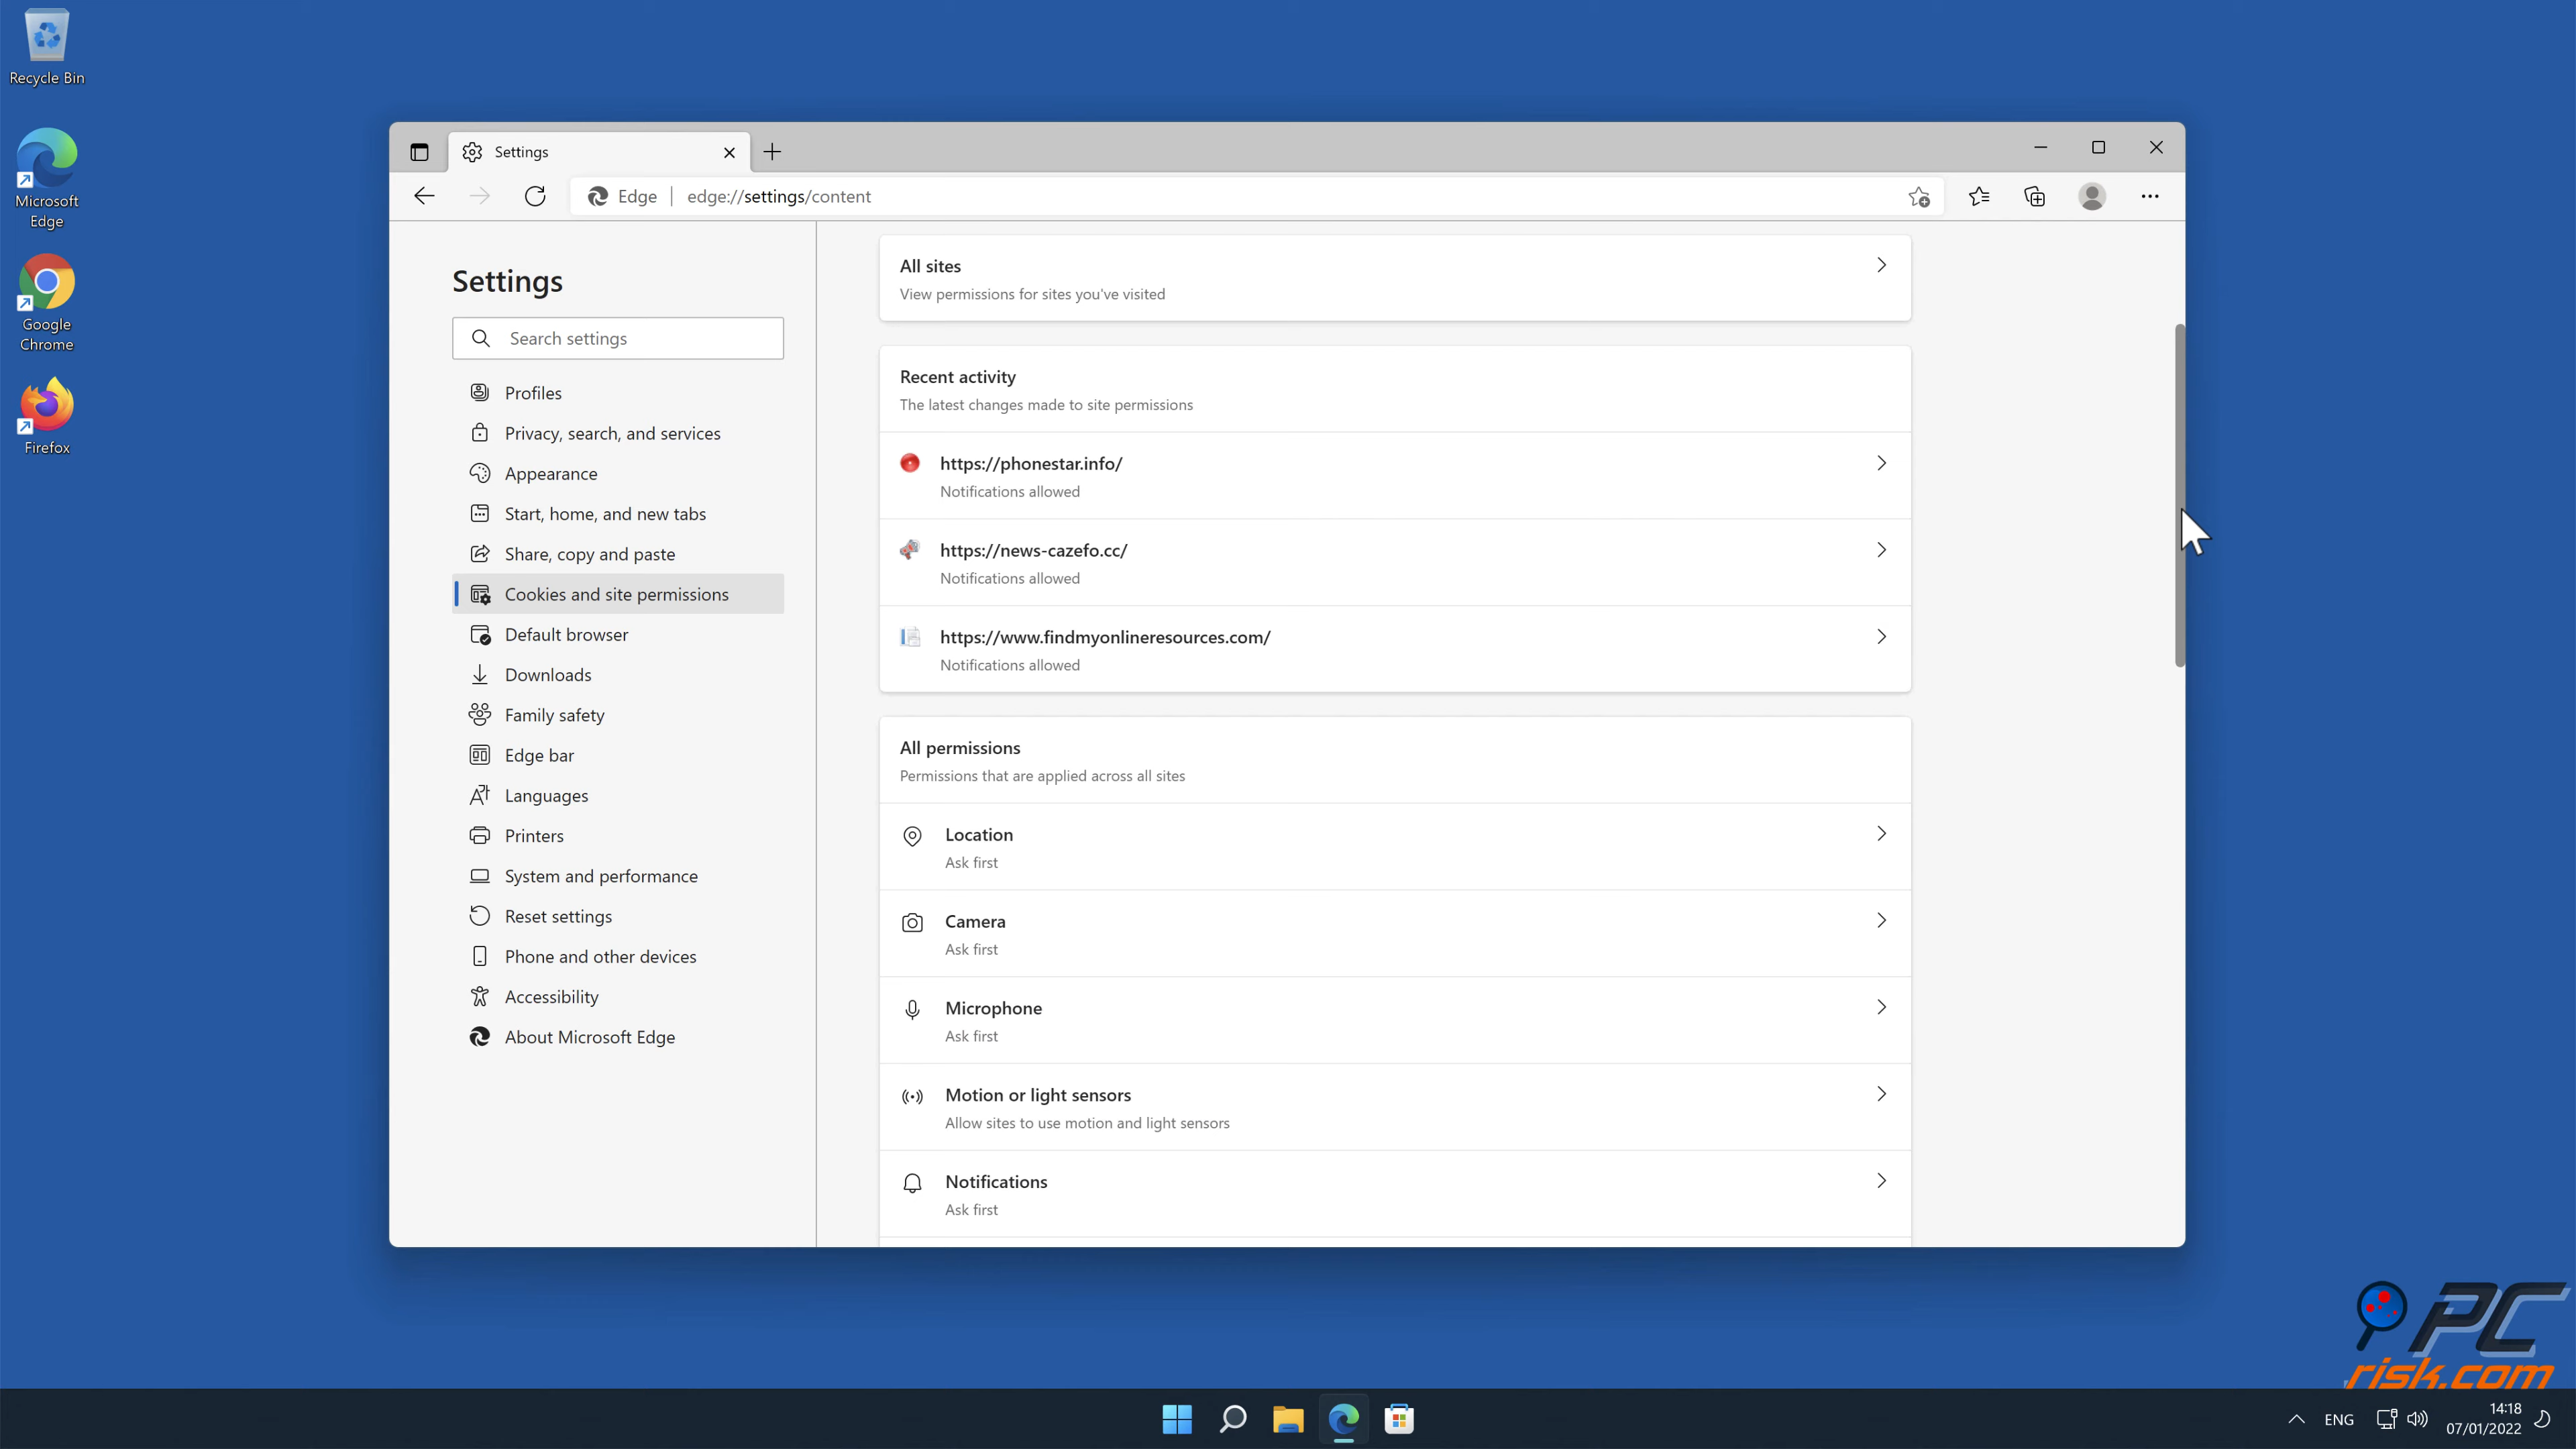 Recycle Bin
Microsoft
Edge
Google
Chrome
Firefox
Settings
Edge
edge://settings/content
Settings
Search settings
Profiles
Privacy, search, and services
Appearance
Start, home, and new tabs
Share, copy and paste
Cookies and site permissions
Default browser
Downloads
Family safety
Edge bar
Languages
Printers
System and performance
Reset settings
Phone and other devices
Accessibility
About Microsoft Edge
All sites
View permissions for sites you've visited
Recent activity
The latest changes made to site permissions
https://phonestar.info/
Notifications allowed
https://news-cazefo.cc/
Notifications allowed
https://www.findmyonlineresources.com/
Notifications allowed
All permissions
Permissions that are applied across all sites
Location
Ask first
Camera
Ask first
Microphone
Ask first
Motion or light sensors
Allow sites to use motion and light sensors
Notifications
Ask first
PC
risk.com
ENG
14:18
07/01/2022